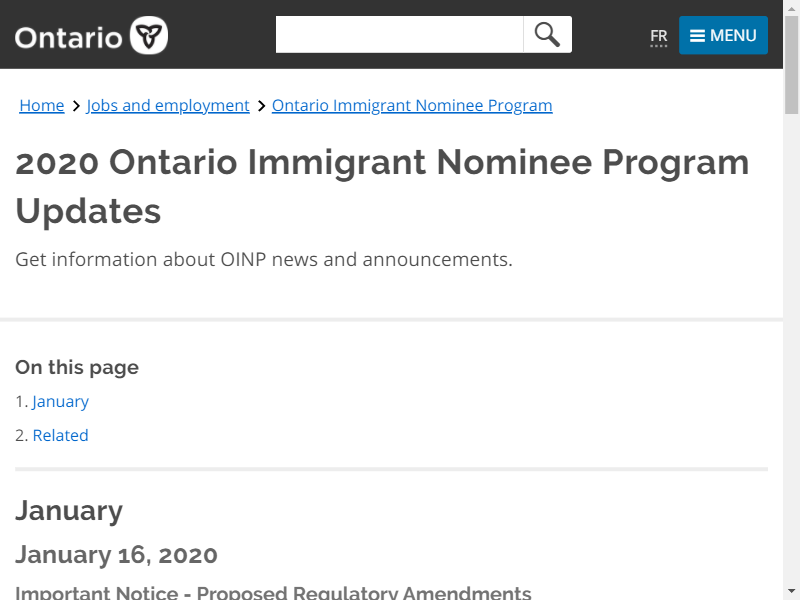 Ontario
FR
MENU
Home Jobs and employment Ontario Immigrant Nominee Program
2020 Ontario Immigrant Nominee Program
Updates
Get information about OINP news and announcements.
On this page
1. January
2. Related
January
January 16, 2020
Important Notice - Proposed Regulatory Amendments